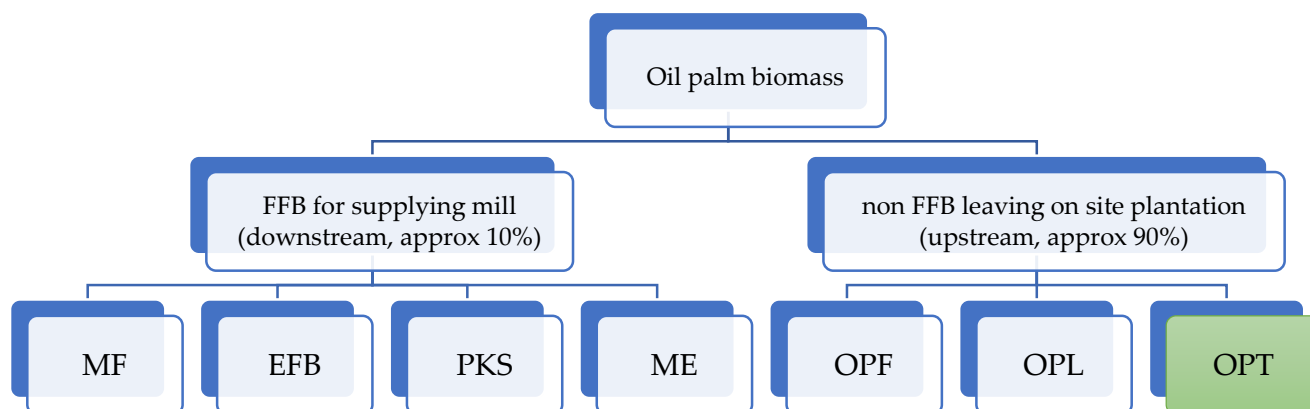 Oil palm biomass
FFB for supplying mill
(downstream, approx 10%)
non FFB leaving on site plantation
(upstream, approx 90%)
MF
EFB
PKS
ME
OPF
OPL
OPT